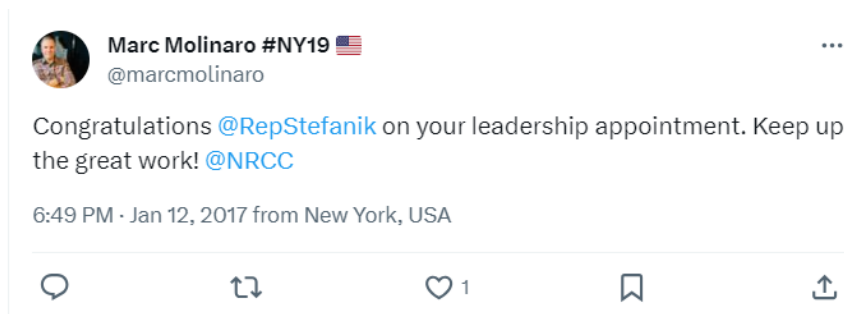 Marc Molinaro #NY19 🇺🇸
@marcmolinaro
Congratulations @RepStefanik on your leadership appointment. Keep up
the great work! @NRCC
6:49 PM · Jan 12, 2017 from New York, USA
1